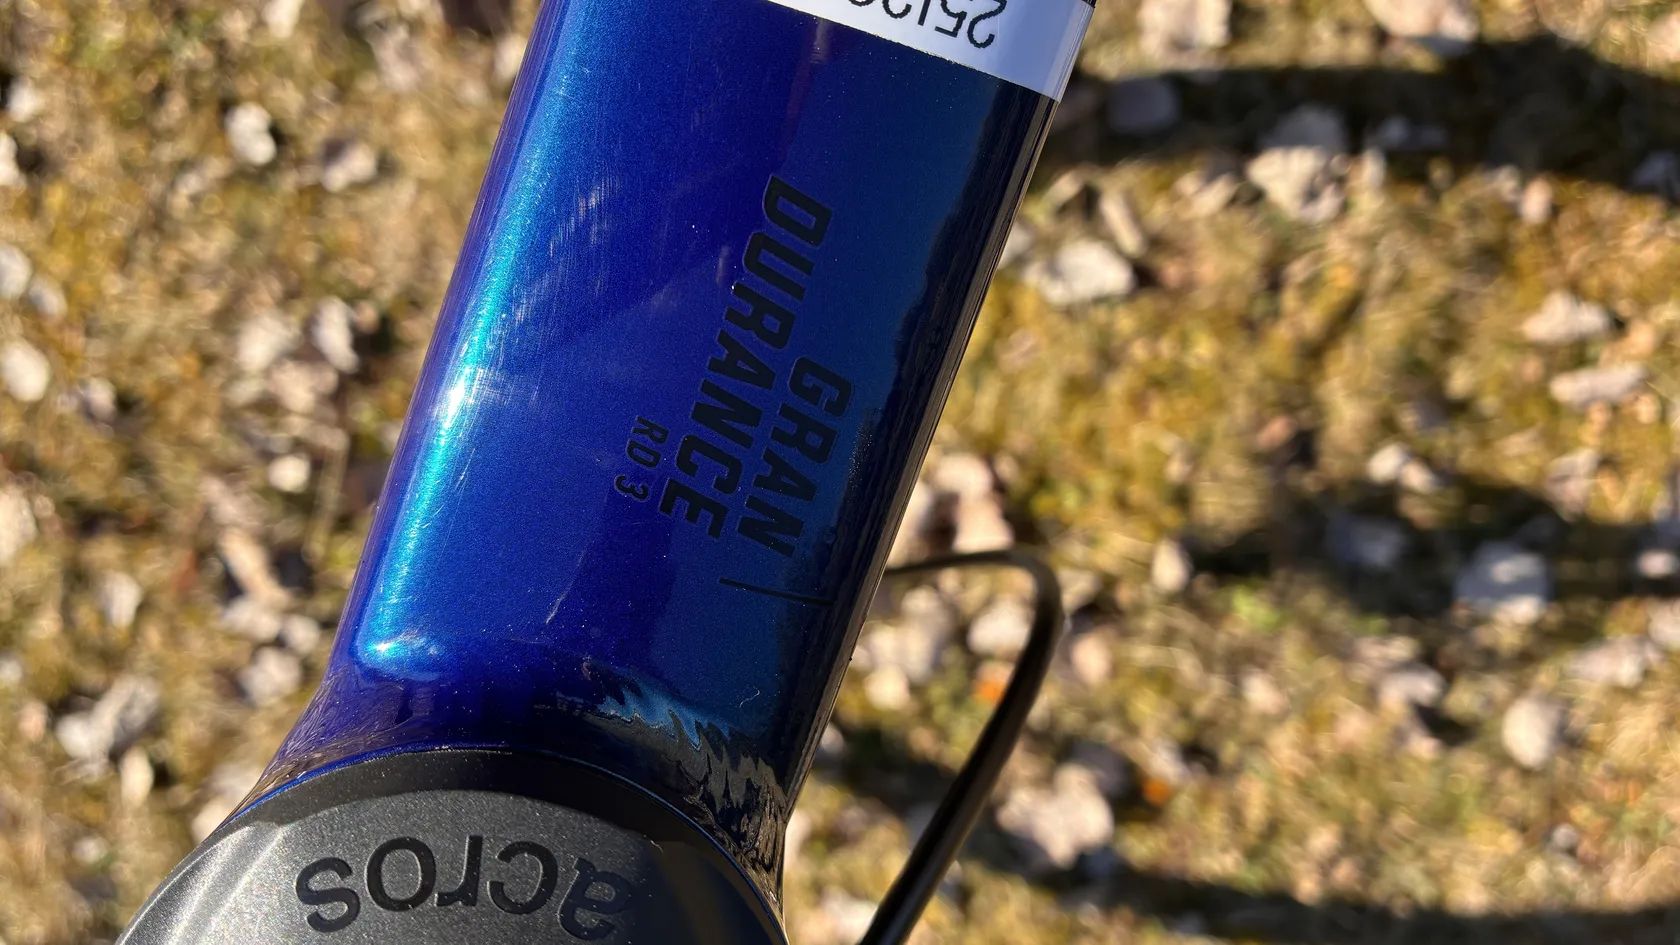 GRAN
DURANCE
RD 3
acros